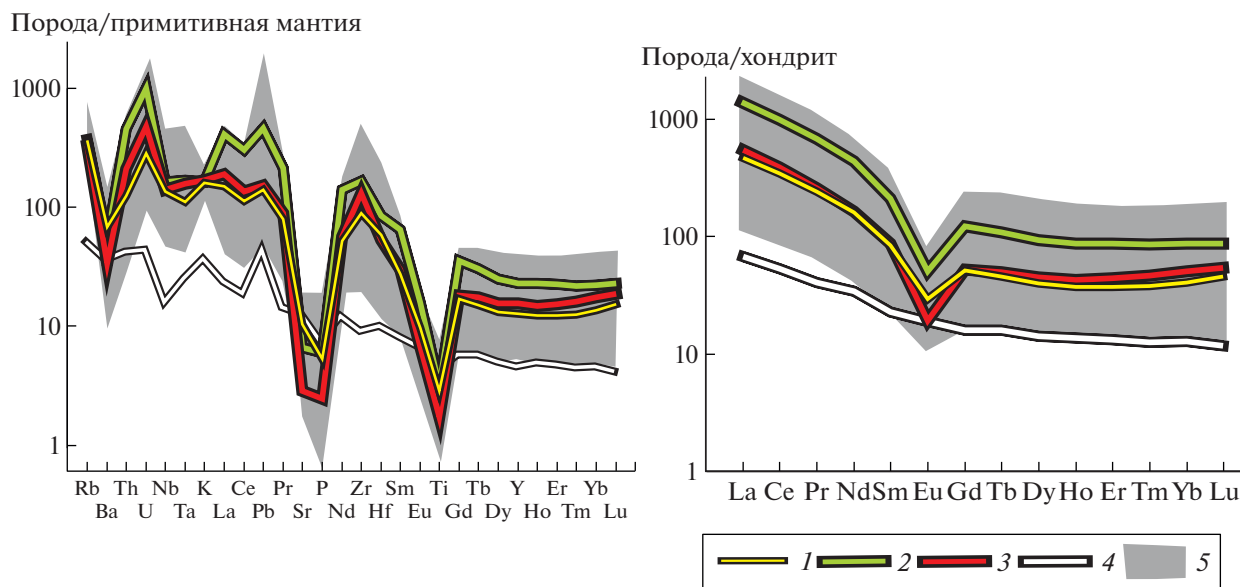 Порода/примитивная мантия
1000
100
10
1
Rb Th Nb K Ce Pr P Zr Sm Ti Tb Y Er Yb
Ba U Ta La Pb Sr Nd Hf Eu Gd Dy Ho Tm Lu
Порода/хондрит
1000
100
10
1
La Ce Pr Nd Sm Eu Gd Tb Dy Ho Er Tm Yb Lu
1 2 3 4 5